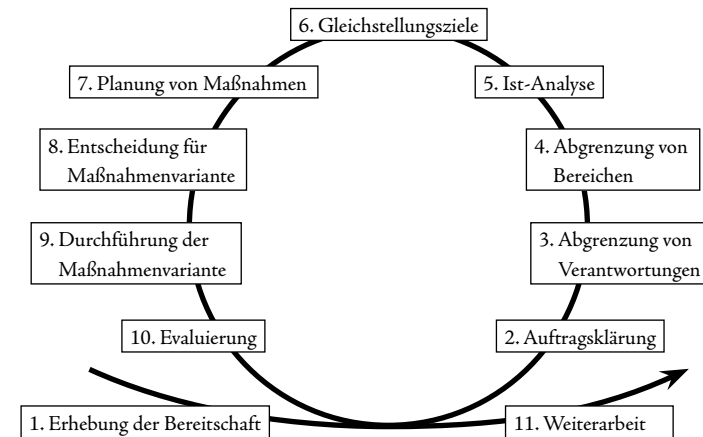 6. Gleichstellungsziele
7. Planung von Maßnahmen
5. Ist-Analyse
8. Entscheidung für
Maßnahmenvariante
4. Abgrenzung von
Bereichen
9. Durchführung der
Maßnahmenvariante
3. Abgrenzung von
Verantwortungen
10. Evaluierung
2. Auftragsklärung
1. Erhebung der Bereitschaft
11. Weiterarbeit